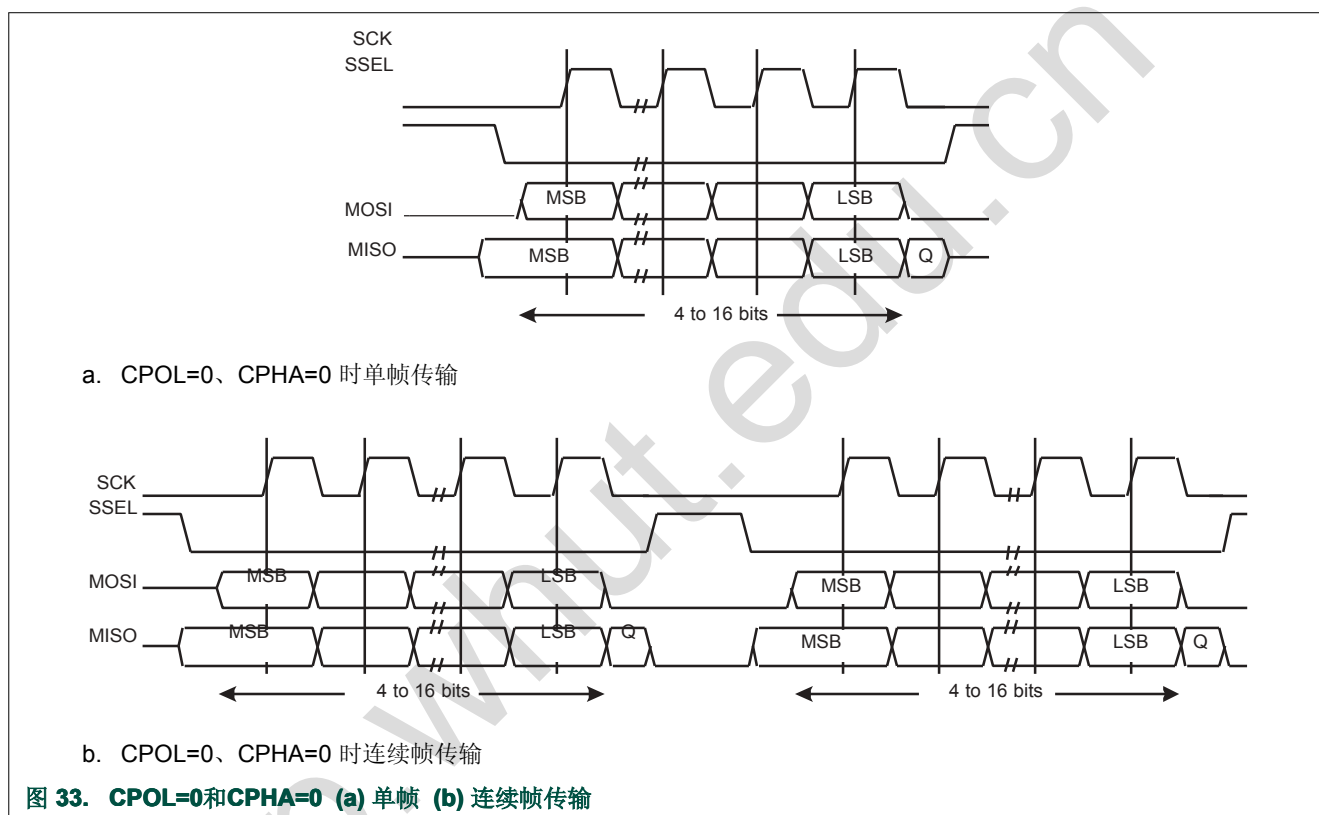 SCK
SSEL
MSB
LSB
MOSI
MISO
MSB
LSB
Q
4 to 16 bits
a. CPOL=0、CPHA=0 时单帧传输
SCK
SSEL
MOSI
MSB
LSB
MSB
LSB
MISO
MSB
LSB
Q
MSB
LSB
Q
4 to 16 bits
4 to 16 bits
b. CPOL=0、CPHA=0 时连续帧传输
图 33. CPOL=0和CPHA=0 (a) 单帧 (b) 连续帧传输
whut.edu.cn